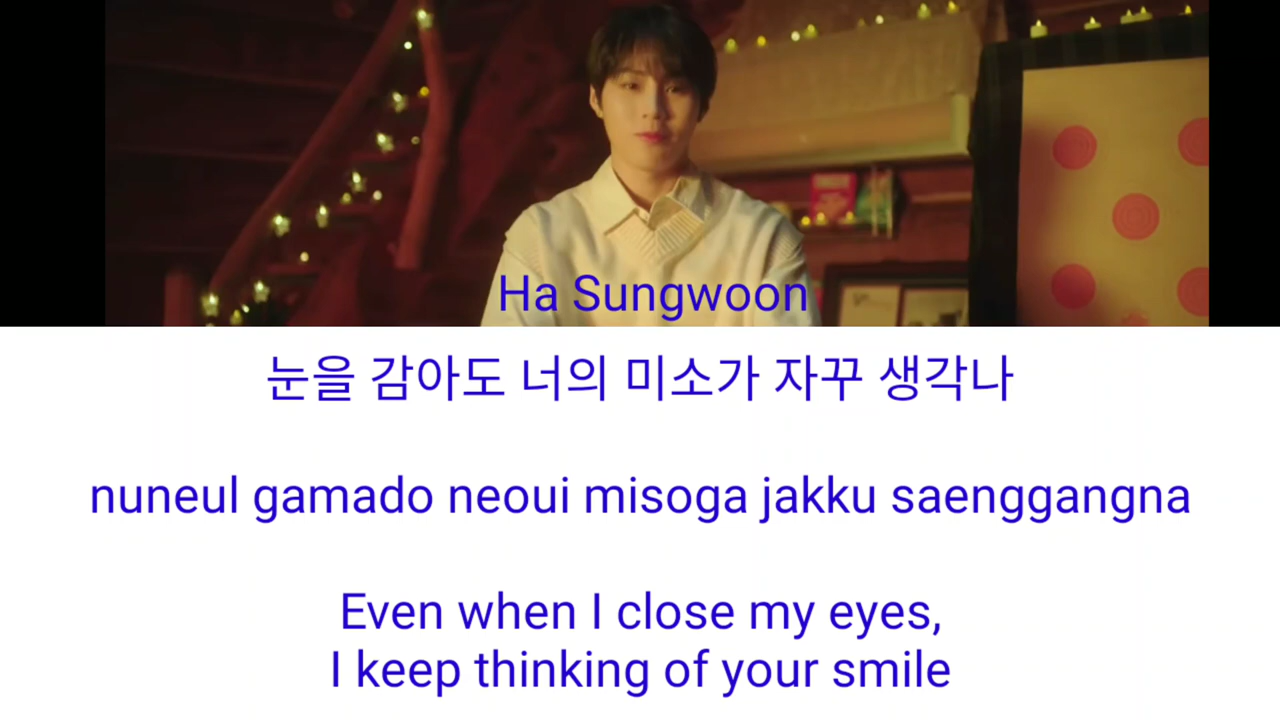 Ha Sungwoon
눈을 감아도 너의 미소가 자꾸 생각나
nuneul gamado neoui misoga jakku saenggangna
Even when I close my eyes,
I keep thinking of your smile